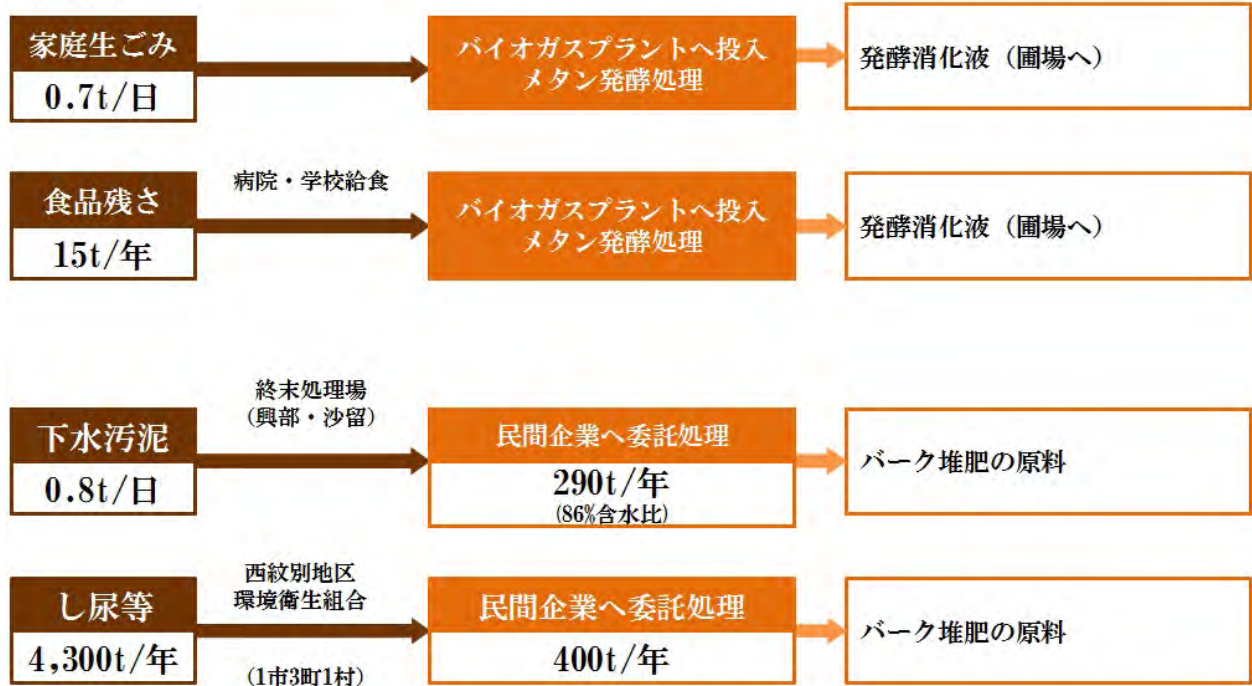 家庭生ごみ
0.7t/日
バイオガスプラントへ投入
メタン発酵処理
発酵消化液（圃場へ）
食品残さ
15t/年
病院・学校給食
バイオガスプラントへ投入
メタン発酵処理
発酵消化液（圃場へ）
下水汚泥
0.8t/日
終末処理場
（興部・沙留）
民間企業へ委託処理
290t/年
(86%含水比)
バーク堆肥の原料
し尿等
4,300t/年
西紋別地区
環境衛生組合
(1市3町1村)
民間企業へ委託処理
400t/年
バーク堆肥の原料